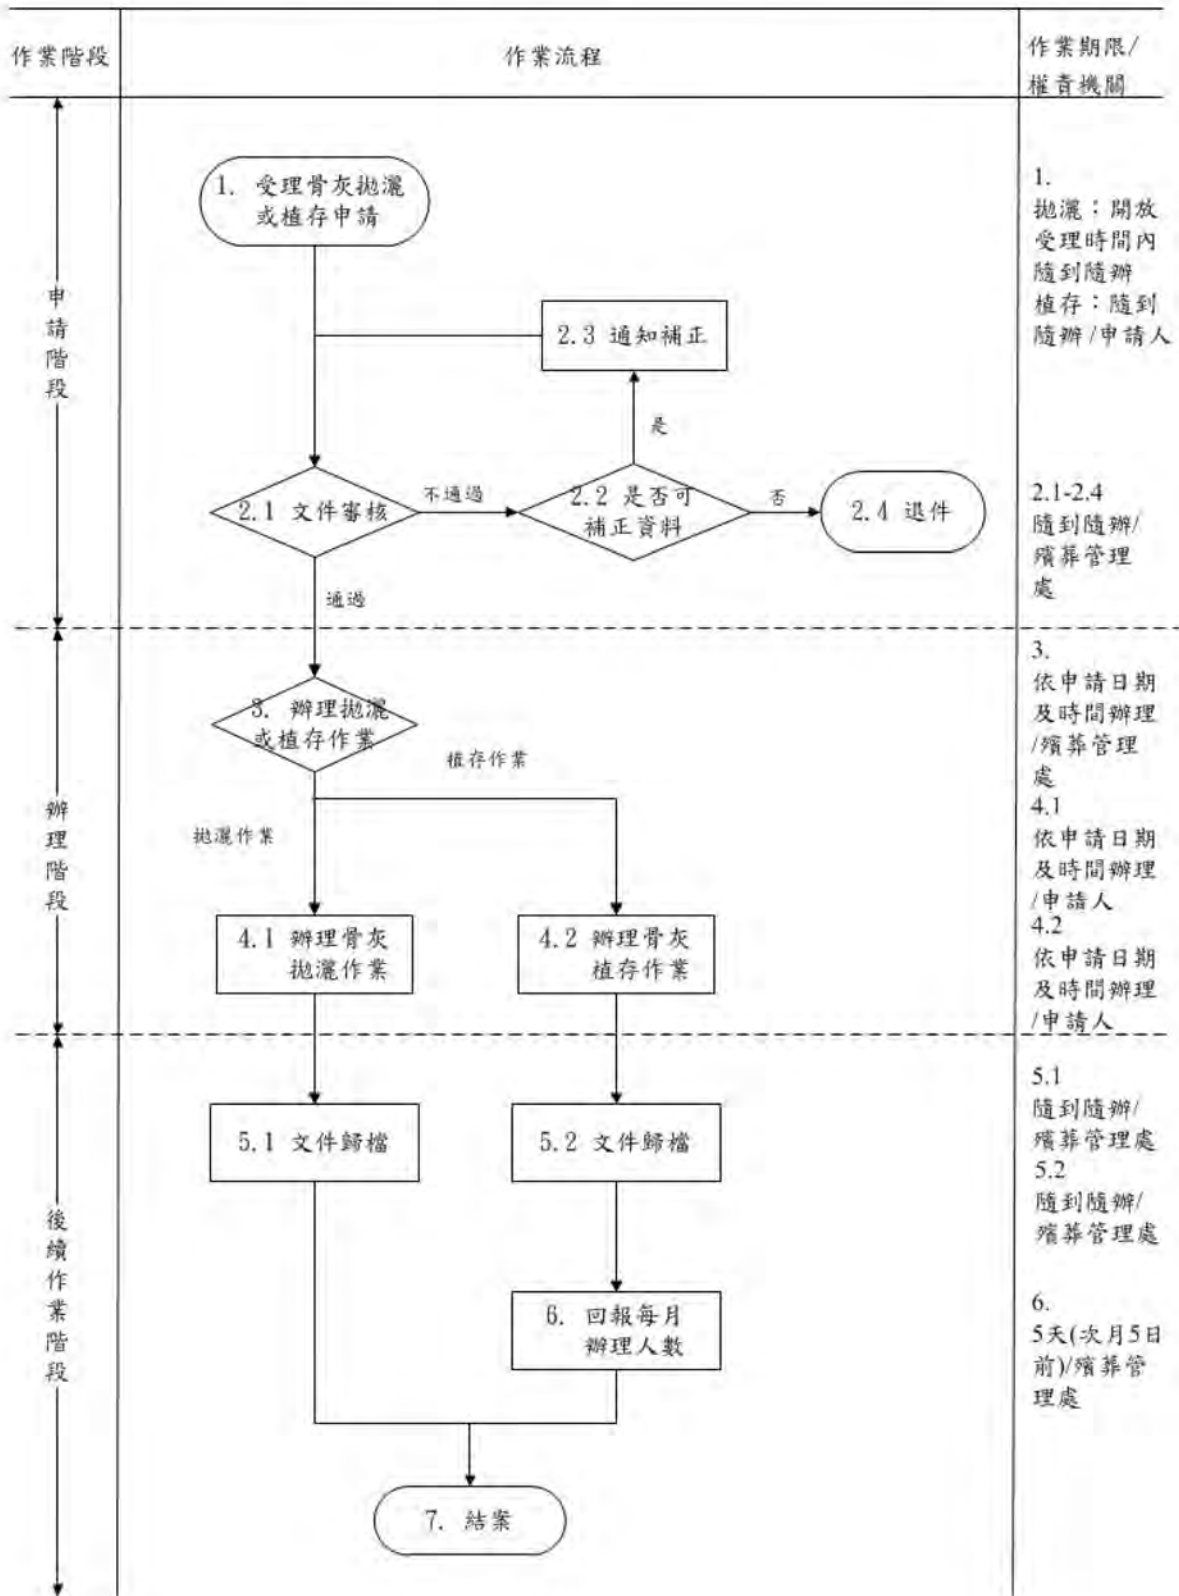 作業階段
作業流程
作業期限/
權責機關
申請階段
1. 受理骨灰拋灑
或植存申請
2.3 通知補正
是
2.1 文件審核
不通過
2.2 是否可
補正資料
否
2.4 退件
通過
1.
拋灑：開放
受理時間內
隨到隨辦
植存：隨到
隨辦/申請人
2.1-2.4
隨到隨辦/
殯葬管理
處
辦理階段
3. 辦理拋灑
或植存作業
植存作業
拋灑作業
4.1 辦理骨灰
拋灑作業
4.2 辦理骨灰
植存作業
3.
依申請日期
及時間辦理
/殯葬管理
處
4.1
依申請日期
及時間辦理
/申請人
4.2
依申請日期
及時間辦理
/申請人
後續作業階段
5.1 文件歸檔
5.2 文件歸檔
6. 回報每月
辦理人數
7. 結案
5.1
隨到隨辦/
殯葬管理處
5.2
隨到隨辦/
殯葬管理處
6.
5天(次月5日
前)/殯葬管
理處